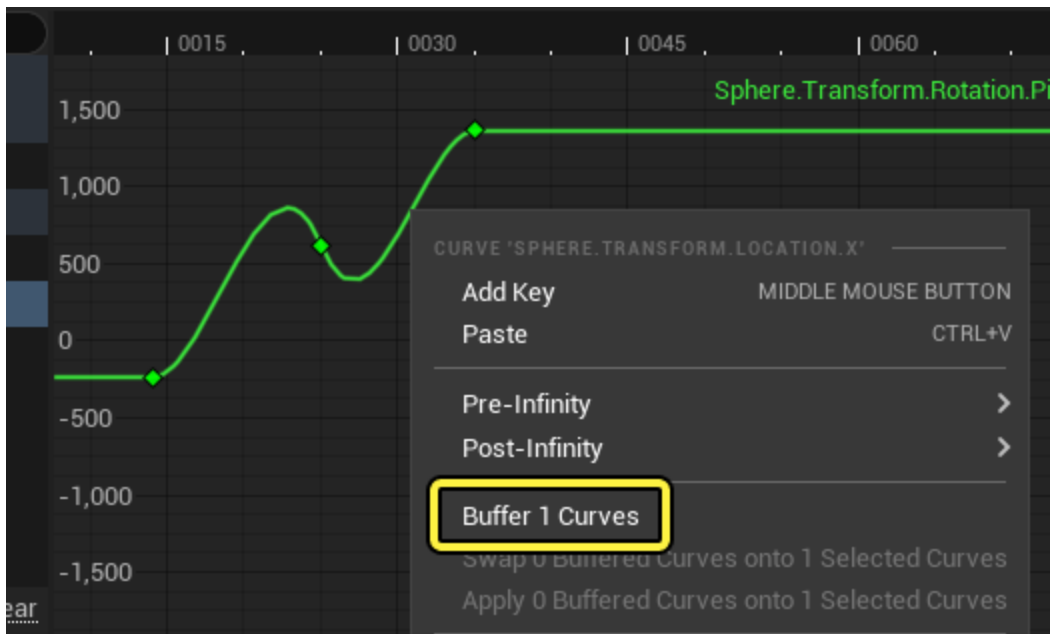 0015 0030 0045 0060
Sphere.Transform.Rotation.Pi
1,500
1,000
500
0
-500
-1,000
-1,500
ear
CURVE 'SPHERE.TRANSFORM.LOCATION.X'
Add Key MIDDLE MOUSE BUTTON
Paste CTRL+V
Pre-Infinity
Post-Infinity
Buffer 1 Curves
Swap 0 Buffered Curves onto 1 Selected Curves
Apply 0 Buffered Curves onto 1 Selected Curves